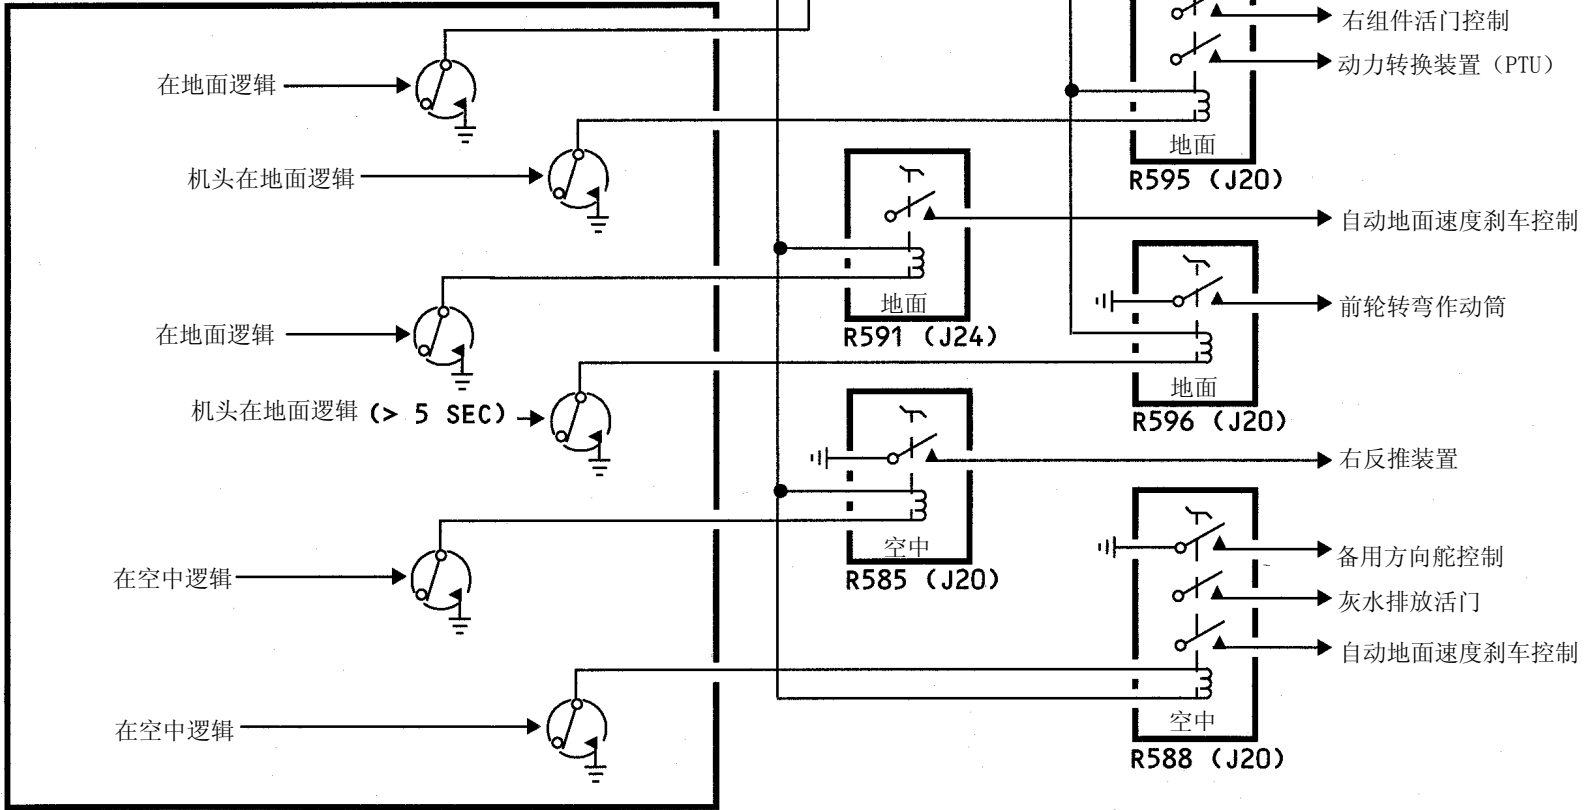 右组件活门控制
在地面逻辑
动力转换装置（PTU）
地面
R595 (J20)
机头在地面逻辑
自动地面速度刹车控制
地面
R591 (J24)
在地面逻辑
前轮转弯作动筒
地面
R596 (J20)
机头在地面逻辑 (> 5 SEC)
右反推装置
空中
R585 (J20)
在空中逻辑
备用方向舵控制
灰水排放活门
自动地面速度刹车控制
空中
R588 (J20)
在空中逻辑